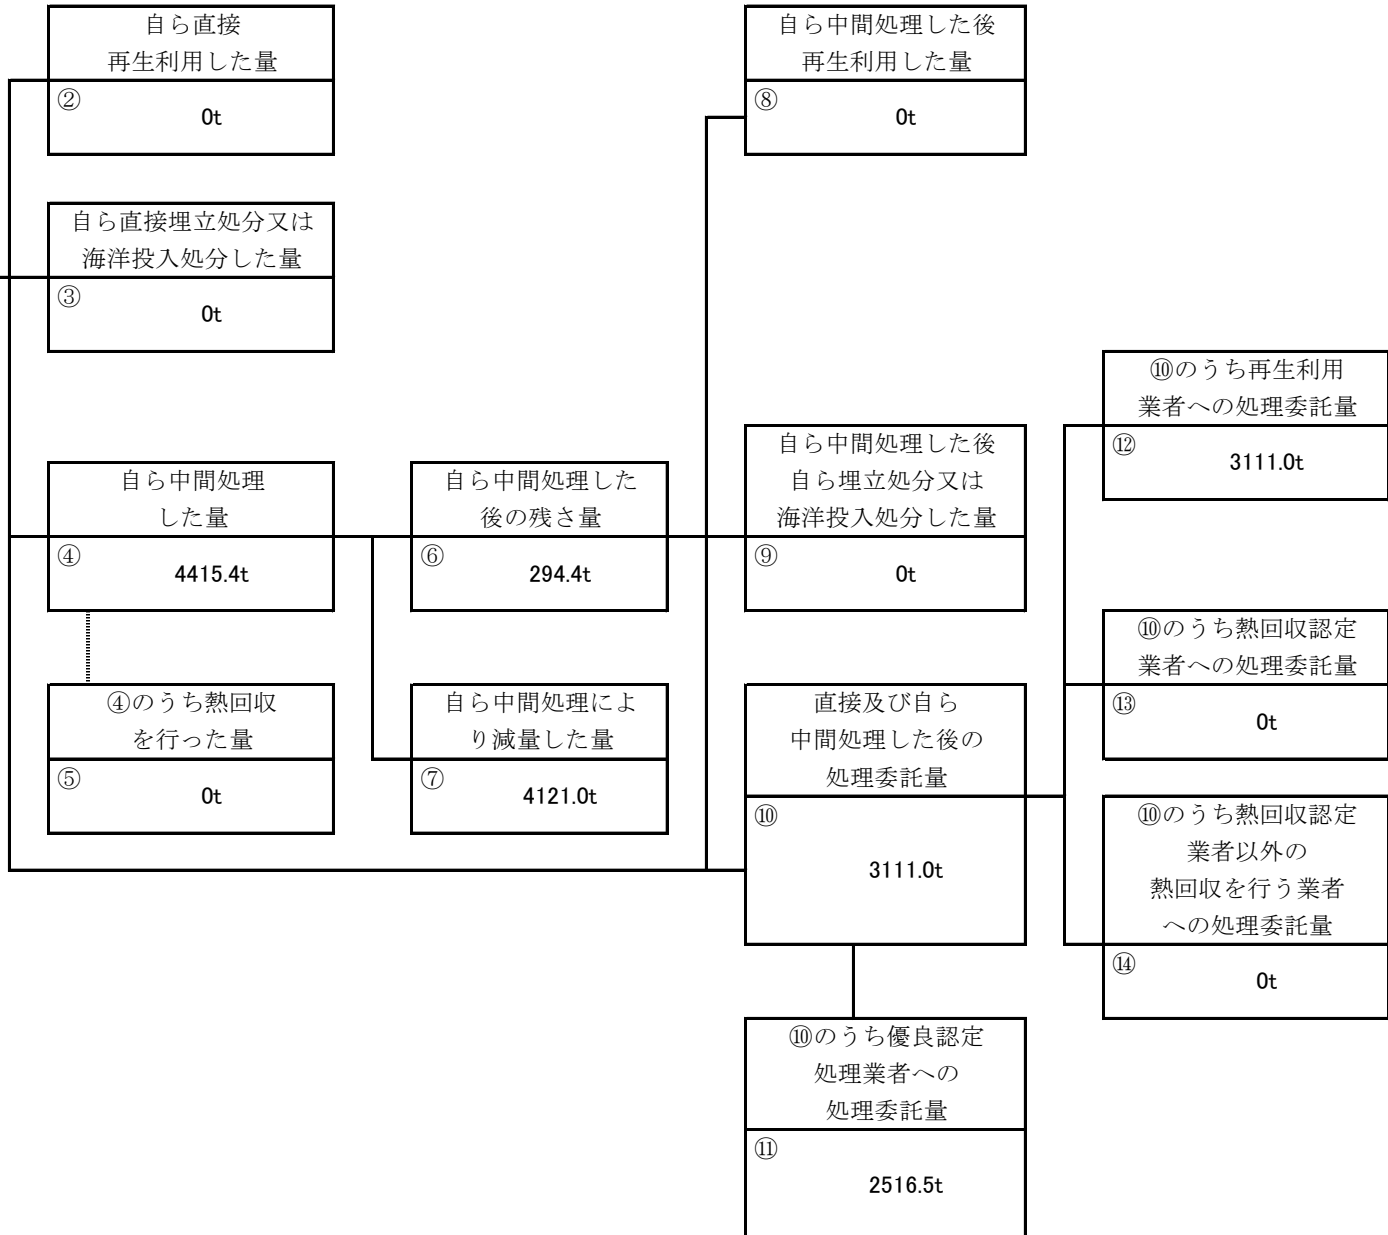 自ら直接
再生利用した量
②
0t
自ら直接埋立処分又は
海洋投入処分した量
③
0t
自ら中間処理
した量
④
4415.4t
④のうち熱回収
を行った量
⑤
0t
自ら中間処理した
後の残さ量
⑥
294.4t
自ら中間処理によ
り減量した量
⑦
4121.0t
自ら中間処理した後
再生利用した量
⑧
0t
自ら中間処理した後
自ら埋立処分又は
海洋投入処分した量
⑨
0t
直接及び自ら
中間処理した後の
処理委託量
⑩
3111.0t
⑩のうち優良認定
処理業者への
処理委託量
⑪
2516.5t
⑩のうち再生利用
業者への処理委託量
⑫
3111.0t
⑩のうち熱回収認定
業者への処理委託量
⑬
0t
⑩のうち熱回収認定
業者以外の
熱回収を行う業者
への処理委託量
⑭
0t